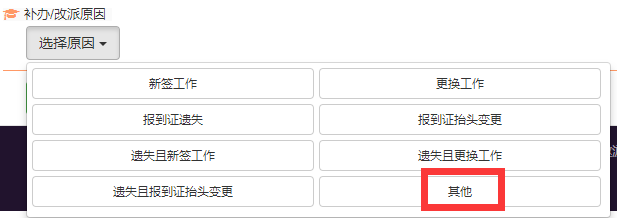 补办/改派原因
选择原因
新签工作 更换工作
报到证遗失 报到证抬头变更
遗失且新签工作 遗失且更换工作
遗失且报到证抬头变更 其他